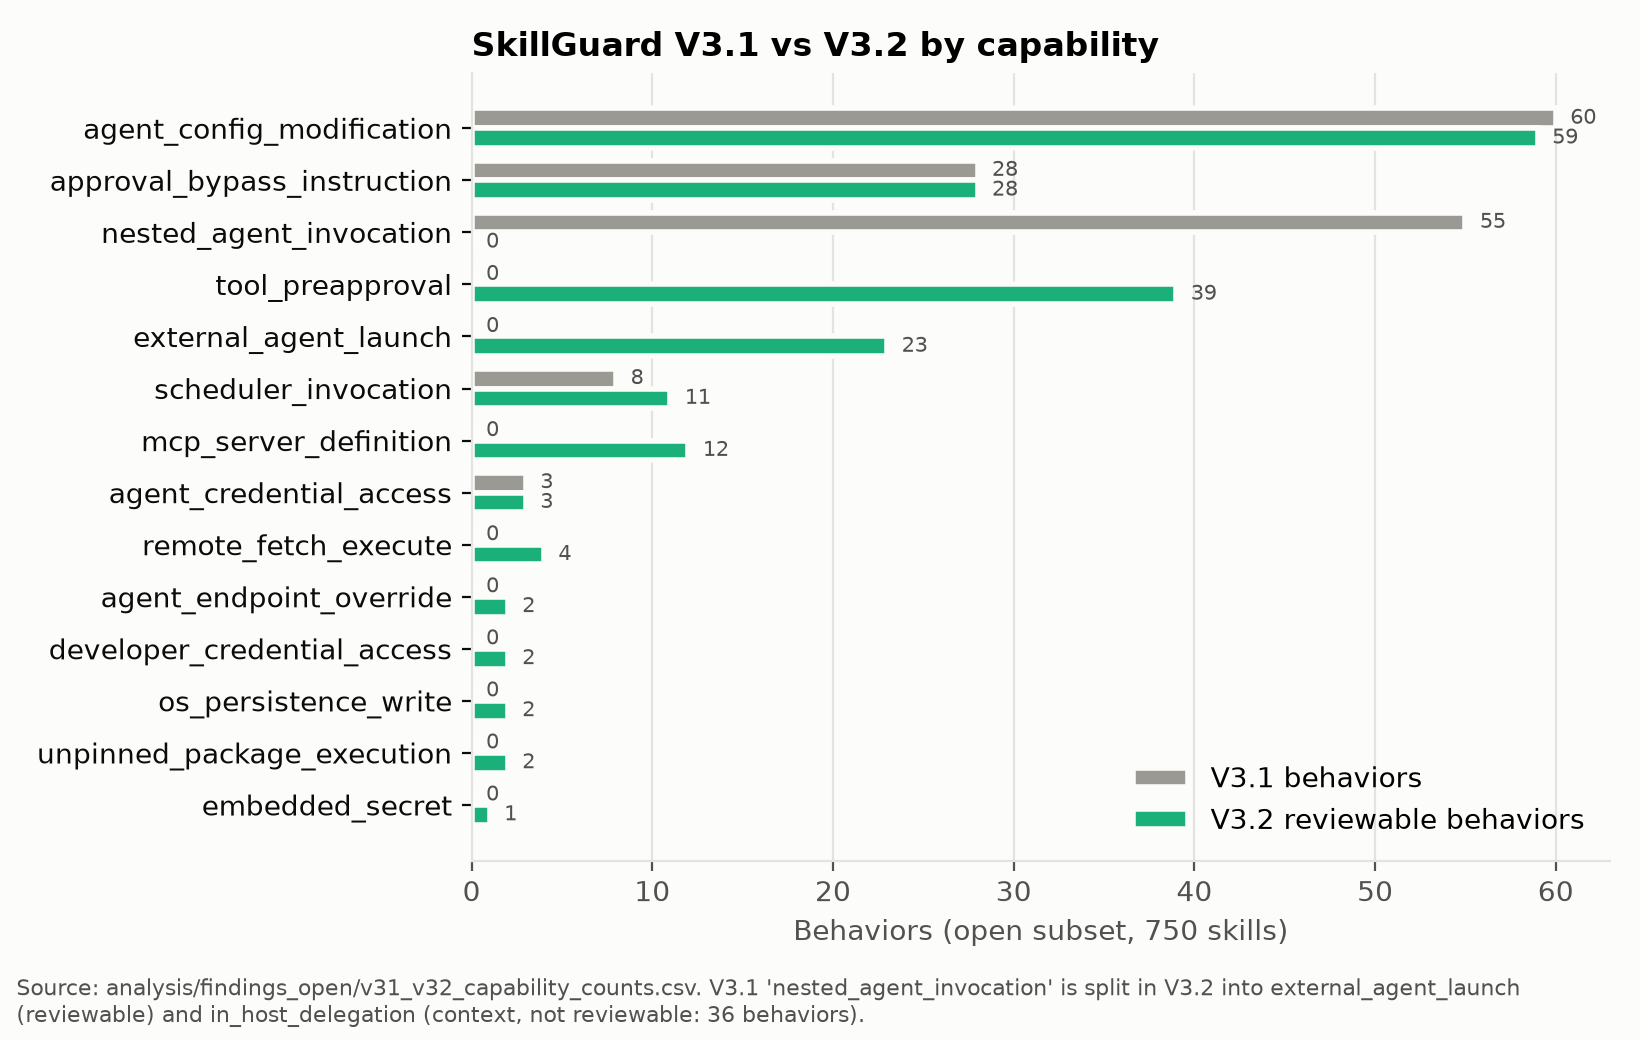 SkillGuard V3.1 vs V3.2 by capability
agent_config_modification
60
59
approval_bypass_instruction
28
28
nested_agent_invocation
55
0
tool_preapproval
0
39
external_agent_launch
0
23
scheduler_invocation
8
11
mcp_server_definition
0
12
agent_credential_access
3
3
remote_fetch_execute
0
4
agent_endpoint_override
0
2
developer_credential_access
0
2
os_persistence_write
0
2
unpinned_package_execution
0
2
embedded_secret
0
1
V3.1 behaviors
V3.2 reviewable behaviors
0 10 20 30 40 50 60
Behaviors (open subset, 750 skills)
Source: analysis/findings_open/v31_v32_capability_counts.csv. V3.1 'nested_agent_invocation' is split in V3.2 into external_agent_launch
(reviewable) and in_host_delegation (context, not reviewable: 36 behaviors).